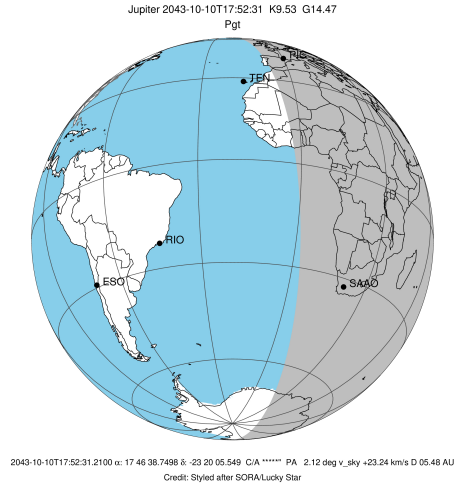 Jupiter 2043-10-10T17:52:31 K9.53 G14.47
Pgt
PIS
TEN
RIO
ESO
SAAO
2043-10-10T17:52:31.2100 α: 17 46 38.7498 δ: -23 20 05.549 C/A *****" PA 2.12 deg v_sky +23.24 km/s D 05.48 AU
Credit: Styled after SORA/Lucky Star